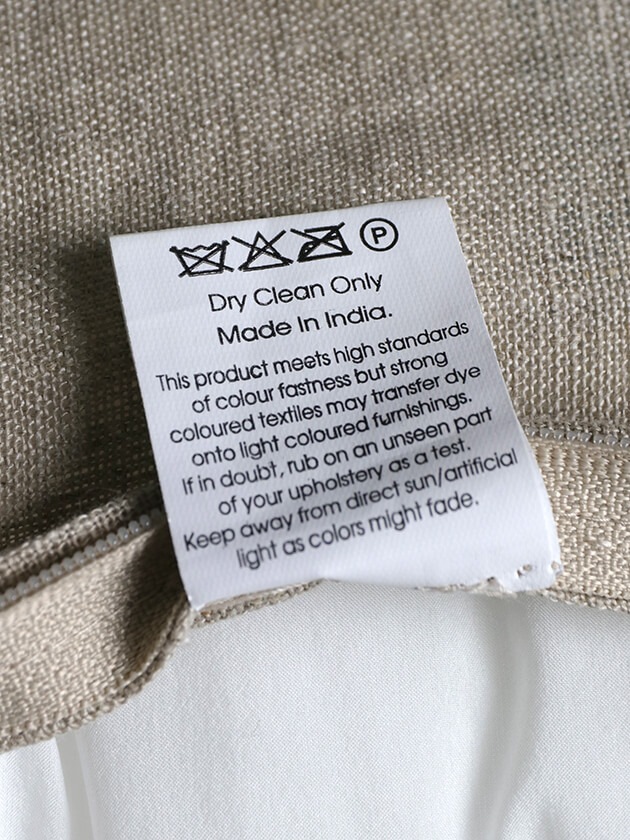 P
Dry Clean Only
Made In India.
This product meets high standards
of colour fastness but strong
coloured textiles may transfer dye
onto light coloured furnishings.
If in doubt, rub on an unseen part
of your upholstery as a test.
Keep away from direct sun/artificial
light as colors might fade.